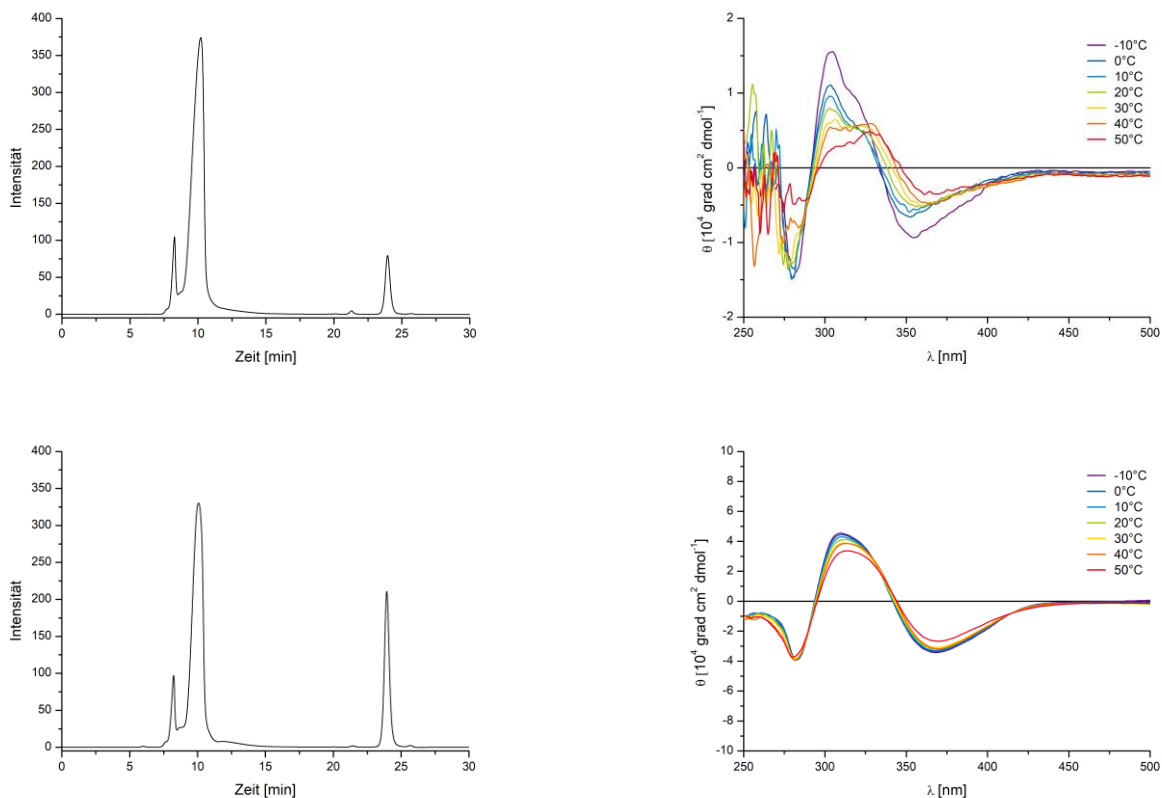 400
350
300
250
200
150
100
50
0
Intensität
0 5 10 15 20 25 30
Zeit [min]
2
1
0
-1
-2
θ [10⁴ grad cm² dmol⁻¹]
-10°C
0°C
10°C
20°C
30°C
40°C
50°C
250 300 350 400 450 500
λ [nm]
400
350
300
250
200
150
100
50
0
Intensität
0 5 10 15 20 25 30
Zeit [min]
10
8
6
4
2
0
-2
-4
-6
-8
-10
θ [10⁴ grad cm² dmol⁻¹]
-10°C
0°C
10°C
20°C
30°C
40°C
50°C
250 300 350 400 450 500
λ [nm]